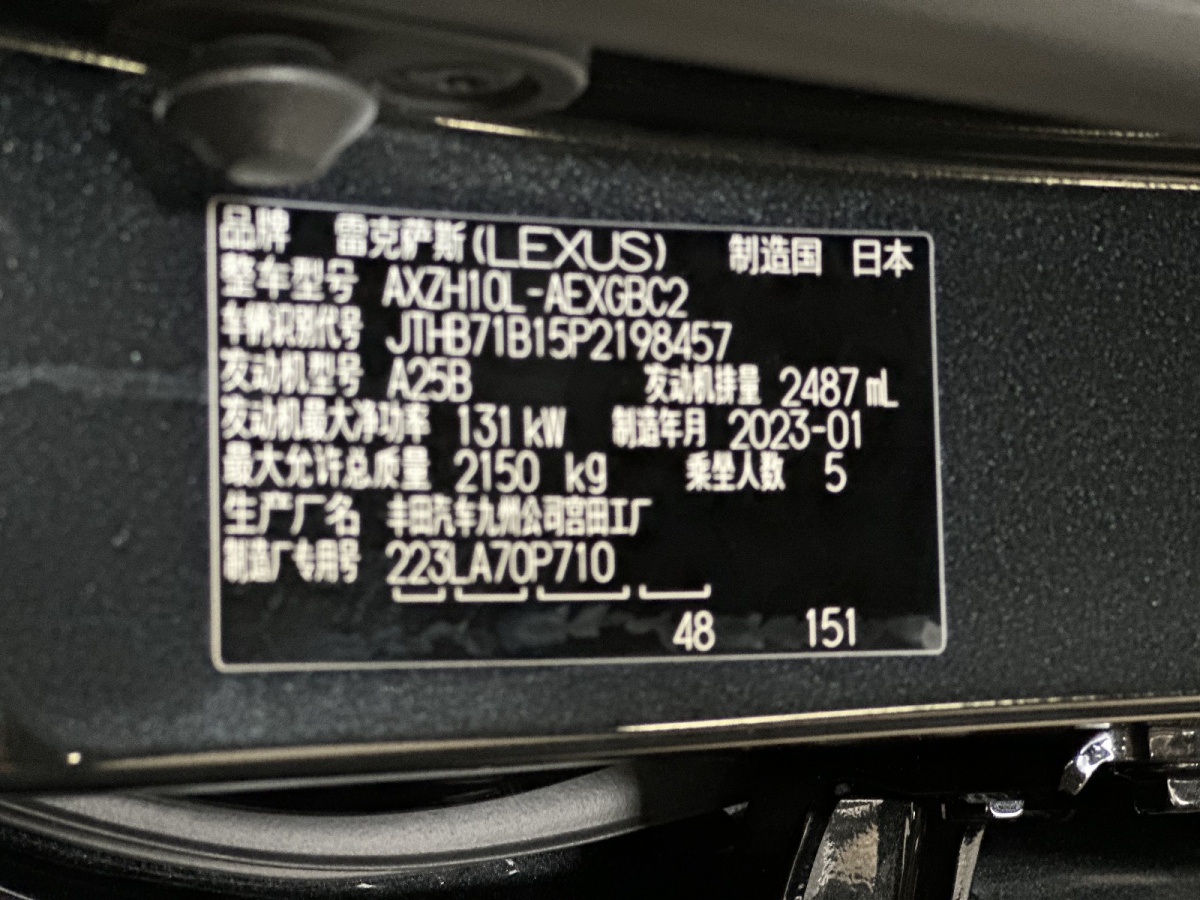 品牌 雷克萨斯(LEXUS) 制造国 日本
整车型号 AXZH10L-AEXGBC2
车辆识别代号 JTHB71B15P2198457
发动机型号 A25B 发动机排量 2487 mL
发动机最大净功率 131 kW 制造年月 2023-01
最大允许总质量 2150 kg 乘坐人数 5
生产厂名 丰田汽车九州公司宫田工厂
制造厂专用号 223LA70P710
48 151